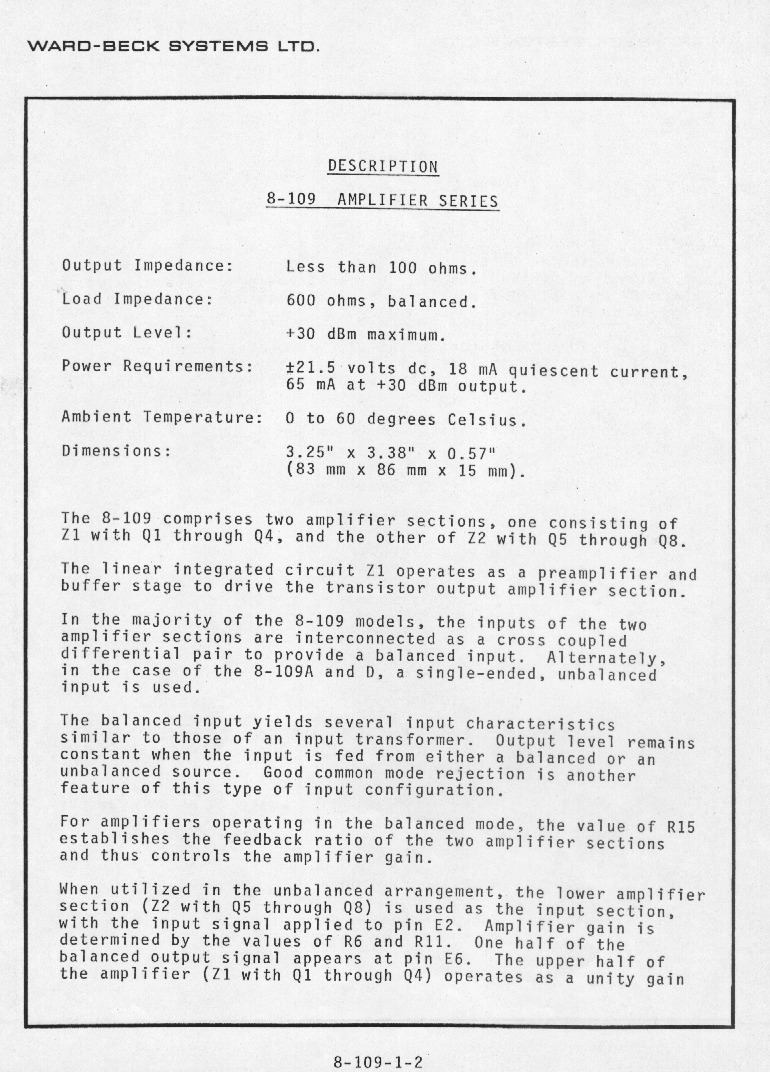 WARD-BECK SYSTEMS LTD.
DESCRIPTION
8-109 AMPLIFIER SERIES
Output Impedance: Less than 100 ohms.
Load Impedance: 600 ohms, balanced.
Output Level: +30 dBm maximum.
Power Requirements: ±21.5 volts dc, 18 mA quiescent current,
65 mA at +30 dBm output.
Ambient Temperature: 0 to 60 degrees Celsius.
Dimensions: 3.25" x 3.38" x 0.57"
(83 mm x 86 mm x 15 mm).
The 8-109 comprises two amplifier sections, one consisting of
Z1 with Q1 through Q4, and the other of Z2 with Q5 through Q8.
The linear integrated circuit Z1 operates as a preamplifier and
buffer stage to drive the transistor output amplifier section.
In the majority of the 8-109 models, the inputs of the two
amplifier sections are interconnected as a cross coupled
differential pair to provide a balanced input. Alternately,
in the case of the 8-109A and D, a single-ended, unbalanced
input is used.
The balanced input yields several input characteristics
similar to those of an input transformer. Output level remains
constant when the input is fed from either a balanced or an
unbalanced source. Good common mode rejection is another
feature of this type of input configuration.
For amplifiers operating in the balanced mode, the value of R15
establishes the feedback ratio of the two amplifier sections
and thus controls the amplifier gain.
When utilized in the unbalanced arrangement, the lower amplifier
section (Z2 with Q5 through Q8) is used as the input section,
with the input signal applied to pin E2. Amplifier gain is
determined by the values of R6 and R11. One half of the
balanced output signal appears at pin E6. The upper half of
the amplifier (Z1 with Q1 through Q4) operates as a unity gain
8-109-1-2